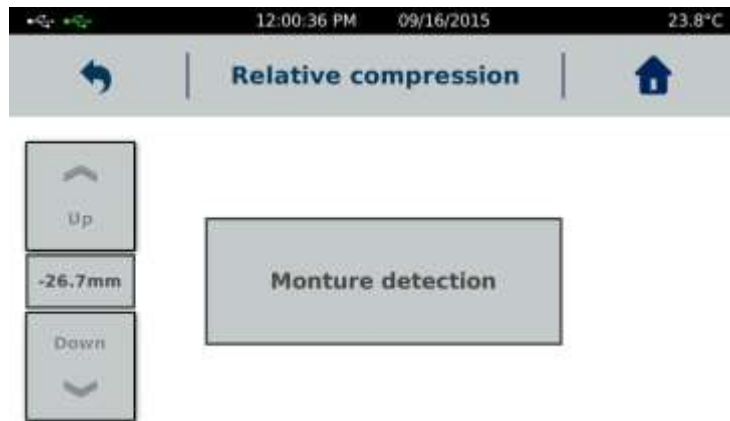 12:00:36 PM 09/16/2015 23.8°C
Relative compression
Up
-26.7mm
Monture detection
Down